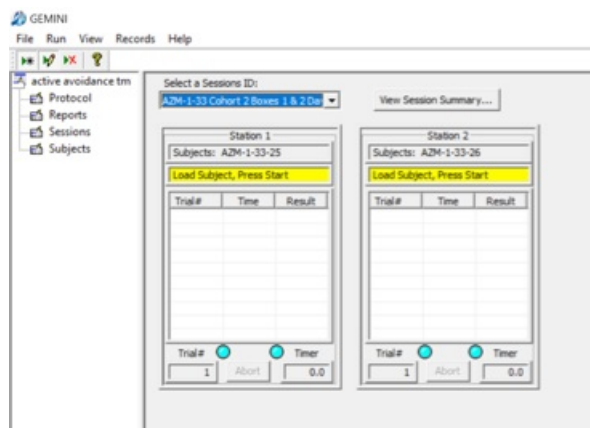 GEMINI
File Run View Records Help
active avoidance tm
Protocol
Reports
Sessions
Subjects
Select a Sessions ID:
AZM-1-33 Cohort 2 Boxes 1 & 2 Da
View Session Summary...
Station 1
Subjects: AZM-1-33-25
Load Subject, Press Start
Trial# Time Result
Trial# Timer
1 Abort 0.0
Station 2
Subjects: AZM-1-33-26
Load Subject, Press Start
Trial# Time Result
Trial# Timer
1 Abort 0.0